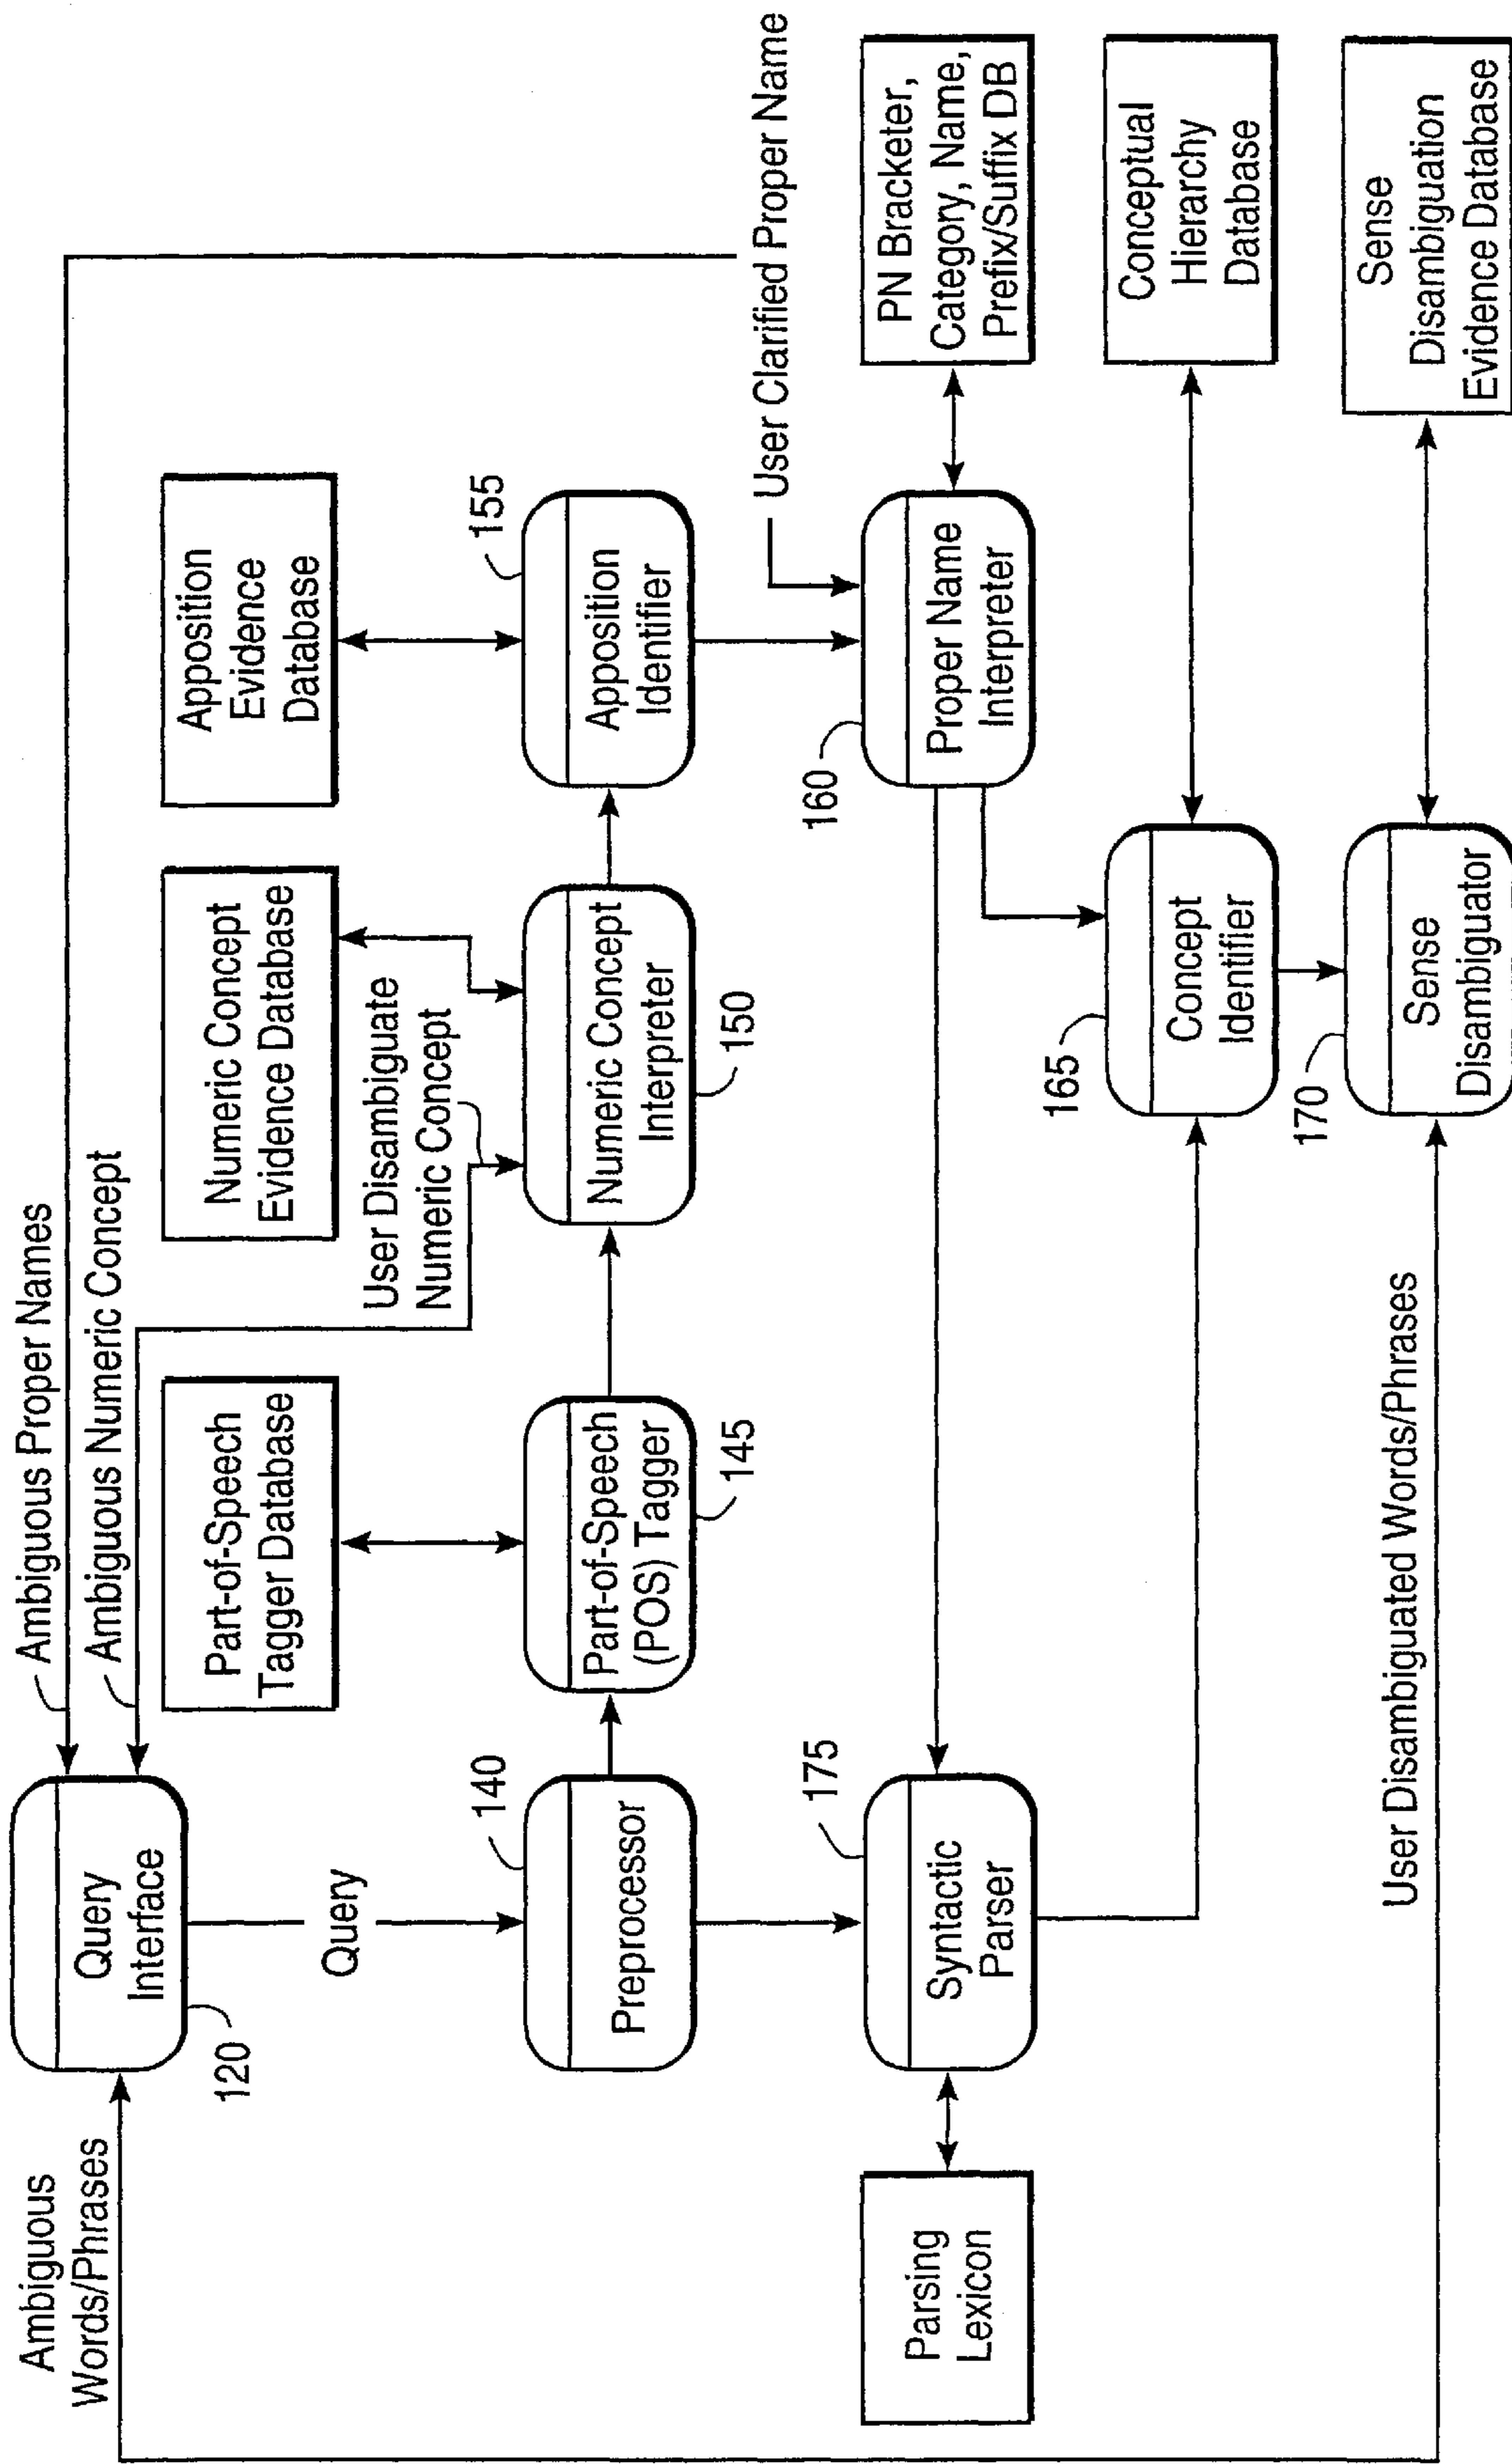 Ambiguous
Words/Phrases
Query
Interface
120
Ambiguous Proper Names
Ambiguous Numeric Concept
Query
Part-of-Speech
Tagger Database
Numeric Concept
Evidence Database
Apposition
Evidence
Database
User Disambiguate
Numeric Concept
Preprocessor
140
Part-of-Speech
(POS) Tagger
145
Numeric Concept
Interpreter
150
Apposition
Identifier
155
User Clarified Proper Name
Parsing
Lexicon
Syntactic
Parser
175
Proper Name
Interpreter
160
PN Bracketer,
Category, Name,
Prefix/Suffix DB
Concept
Identifier
165
Conceptual
Hierarchy
Database
Sense
Disambiguator
170
Sense
Disambiguation
Evidence Database
User Disambiguated Words/Phrases